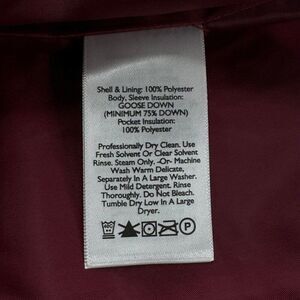 Shell & Lining: 100% Polyester
Body, Sleeve Insulation:
GOOSE DOWN
(MINIMUM 75% DOWN)
Pocket Insulation:
100% Polyester
Professionally Dry Clean. Use
Fresh Solvent Or Clear Solvent
Rinse. Steam Only. -Or- Machine
Wash Warm Delicate,
Separately In A Large Washer.
Use Mild Detergent. Rinse
Thoroughly. Do Not Bleach.
Tumble Dry Low In A Large
Dryer.
P